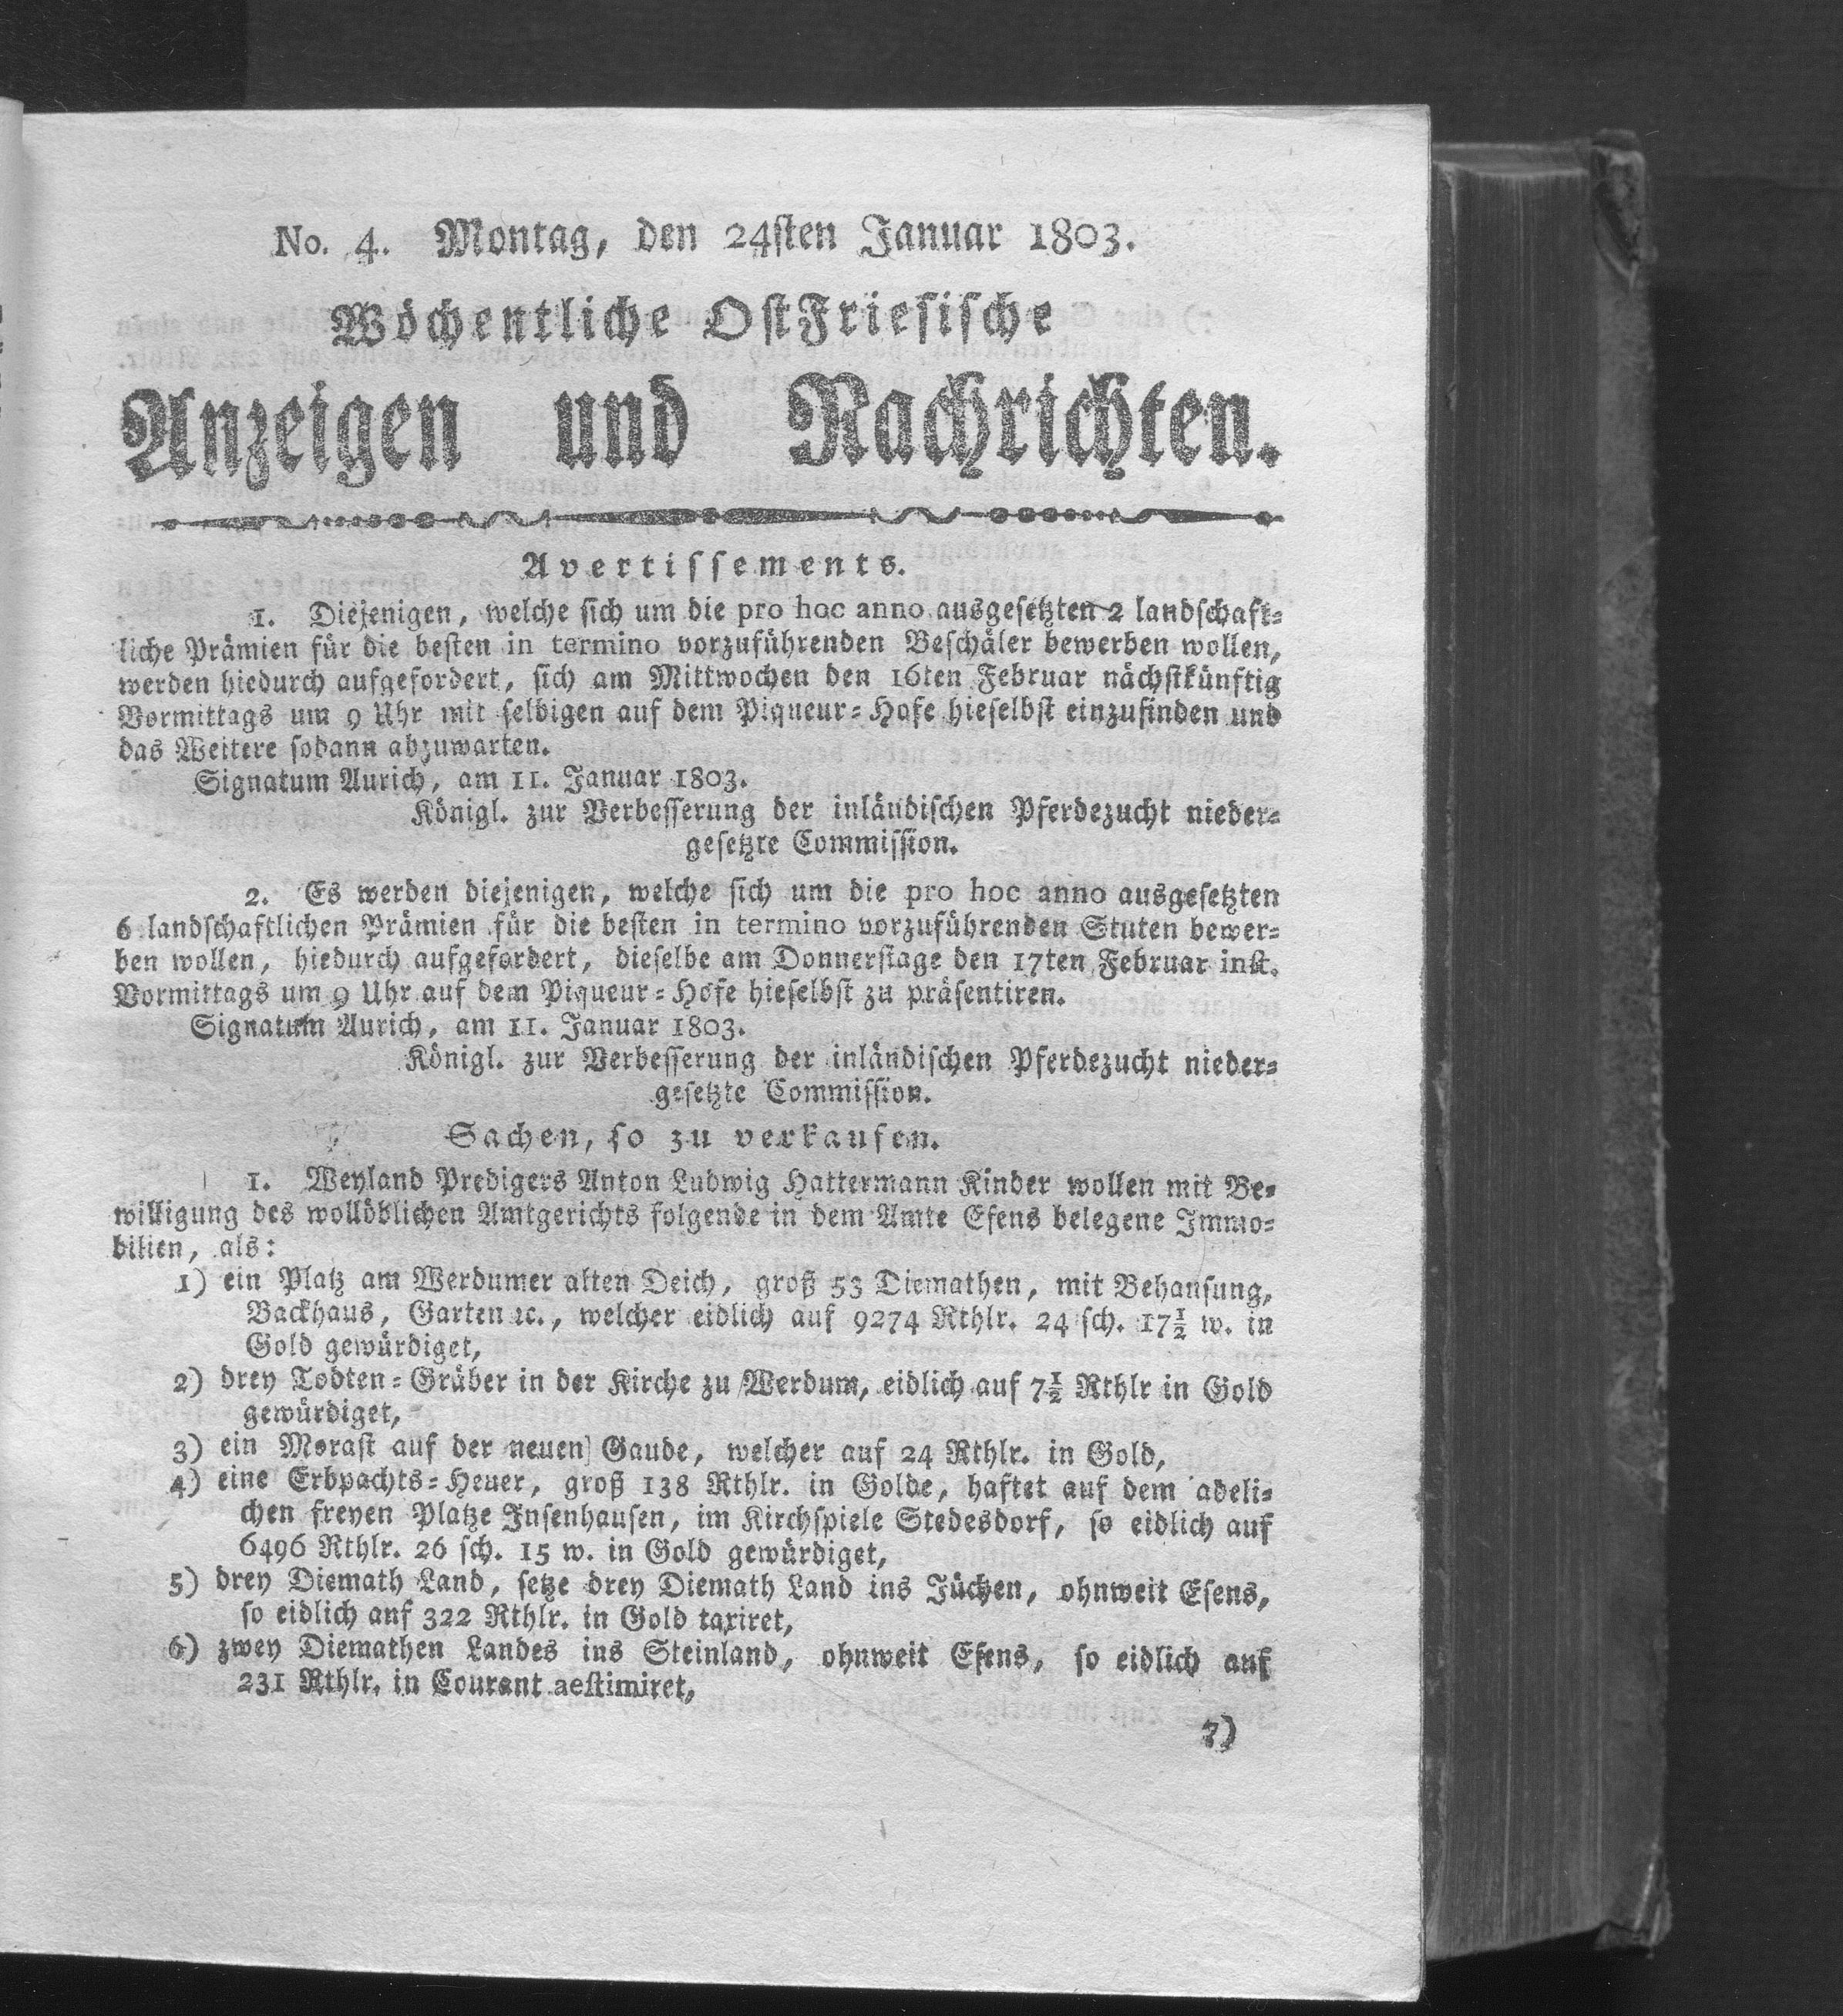 No. 4. Montag, den 24sten Januar 1803.
Wöchentliche OstFriesische
Anzeigen und Nachrichten.
Avertissements.
1. Diejenigen, welche sich um die pro hoc anno ausgesetzten 2 landschaft-
liche Prämien für die besten in termino vorzuführenden Beschäler bewerben wollen,
werden hiedurch aufgefordert, sich am Mittwochen den 16ten Februar nächstkünftig
Vormittags um 9 Uhr mit selbigen auf dem Piqueur-Hofe hieselbst einzufinden und
das Weitere sodann abzuwarten.
Signatum Aurich, am 11. Januar 1803.
Königl. zur Verbesserung der inländischen Pferdezucht nieder-
gesetzte Commission.
2. Es werden diejenigen, welche sich um die pro hoc anno ausgesetzten
6 landschaftlichen Prämien für die besten in termino vorzuführenden Stuten bewer-
ben wollen, hiedurch aufgefordert, dieselbe am Donnerstage den 17ten Februar inst.
Vormittags um 9 Uhr auf dem Piqueur-Hofe hieselbst zu präsentiren.
Signatum Aurich, am 11. Januar 1803.
Königl. zur Verbesserung der inländischen Pferdezucht nieder-
gesetzte Commission.
Sachen, so zu verkaufen.
1. Weyland Predigers Anton Ludwig Hattermann Kinder wollen mit Be-
willigung des wollöblichen Amtgerichts folgende in dem Amte Esens belegene Immo-
bilien, als:
1) ein Platz am Werdumer alten Deich, groß 53 Diemathen, mit Behausung,
Backhaus, Garten ꝛc., welcher eidlich auf 9274 Rthlr. 24 sch. 17½ w. in
Gold gewürdiget,
2) drey Todten-Gräber in der Kirche zu Werdum, eidlich auf 7½ Rthlr in Gold
gewürdiget,
3) ein Morast auf der neuen Gaude, welcher auf 24 Rthlr. in Gold,
4) eine Erbpachts-Heuer, groß 138 Rthlr. in Golde, haftet auf dem adeli-
chen freyen Platze Insenhausen, im Kirchspiele Stedesdorf, so eidlich auf
6496 Rthlr. 26 sch. 15 w. in Gold gewürdiget,
5) drey Diemath Land, setze drey Diemath Land ins Jüchen, ohnweit Esens,
so eidlich auf 322 Rthlr. in Gold taxiret,
6) zwey Diemathen Landes ins Steinland, ohnweit Esens, so eidlich auf
231 Rthlr. in Courant aestimiret,
7)